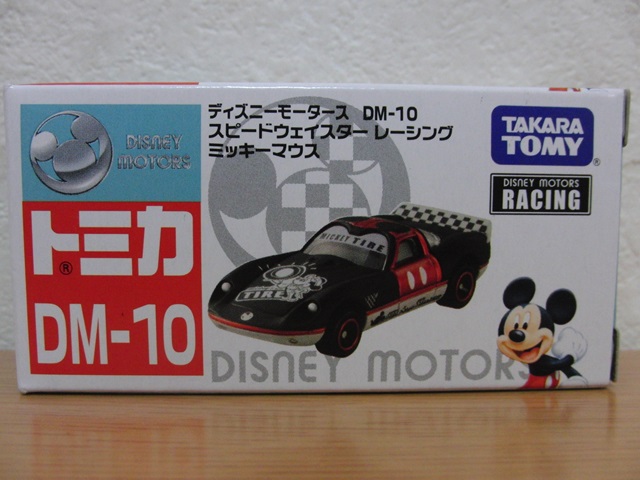 DISNEY
MOTORS
トミカ
®
DM-10
ディズニーモータース DM-10
スピードウェイスター レーシング
ミッキーマウス
TAKARA
TOMY®
DISNEY MOTORS
RACING
MICKEY TIRE
TIRE
DISNEY MOTORS